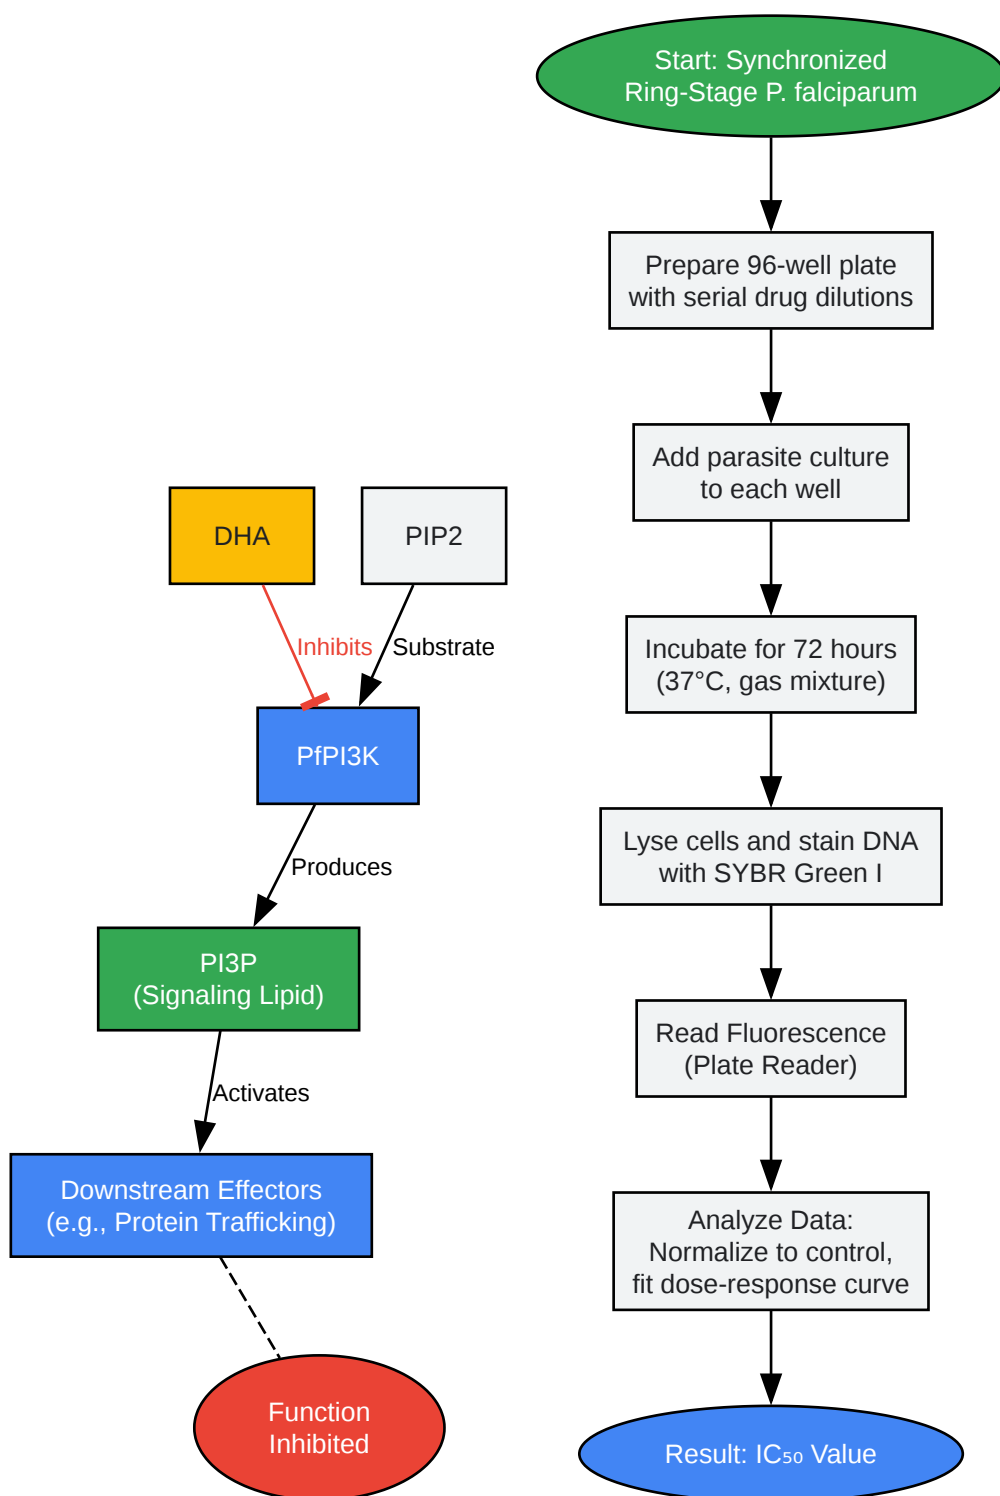 Start: Synchronized
Ring-Stage P. falciparum
Prepare 96-well plate
with serial drug dilutions
Add parasite culture
to each well
Incubate for 72 hours
(37°C, gas mixture)
Lyse cells and stain DNA
with SYBR Green I
Read Fluorescence
(Plate Reader)
Analyze Data:
Normalize to control,
fit dose-response curve
Result: IC₅₀ Value
DHA
PIP2
Inhibits
Substrate
PfPI3K
Produces
PI3P
(Signaling Lipid)
Activates
Downstream Effectors
(e.g., Protein Trafficking)
Function
Inhibited